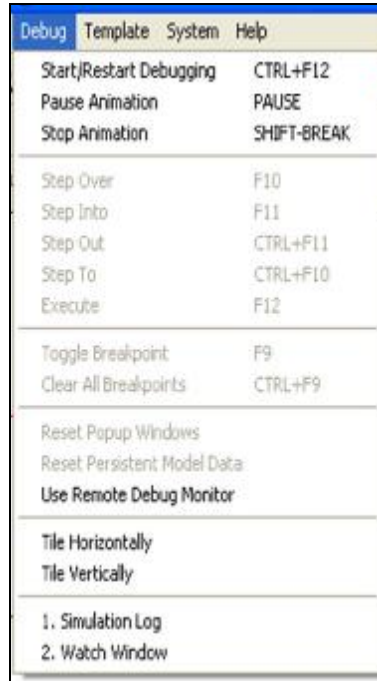 Debug Template System Help
Start/Restart Debugging CTRL+F12
Pause Animation PAUSE
Stop Animation SHIFT-BREAK
Step Over F10
Step Into F11
Step Out CTRL+F11
Step To CTRL+F10
Execute F12
Toggle Breakpoint F9
Clear All Breakpoints CTRL+F9
Reset Popup Windows
Reset Persistent Model Data
Use Remote Debug Monitor
Tile Horizontally
Tile Vertically
1. Simulation Log
2. Watch Window